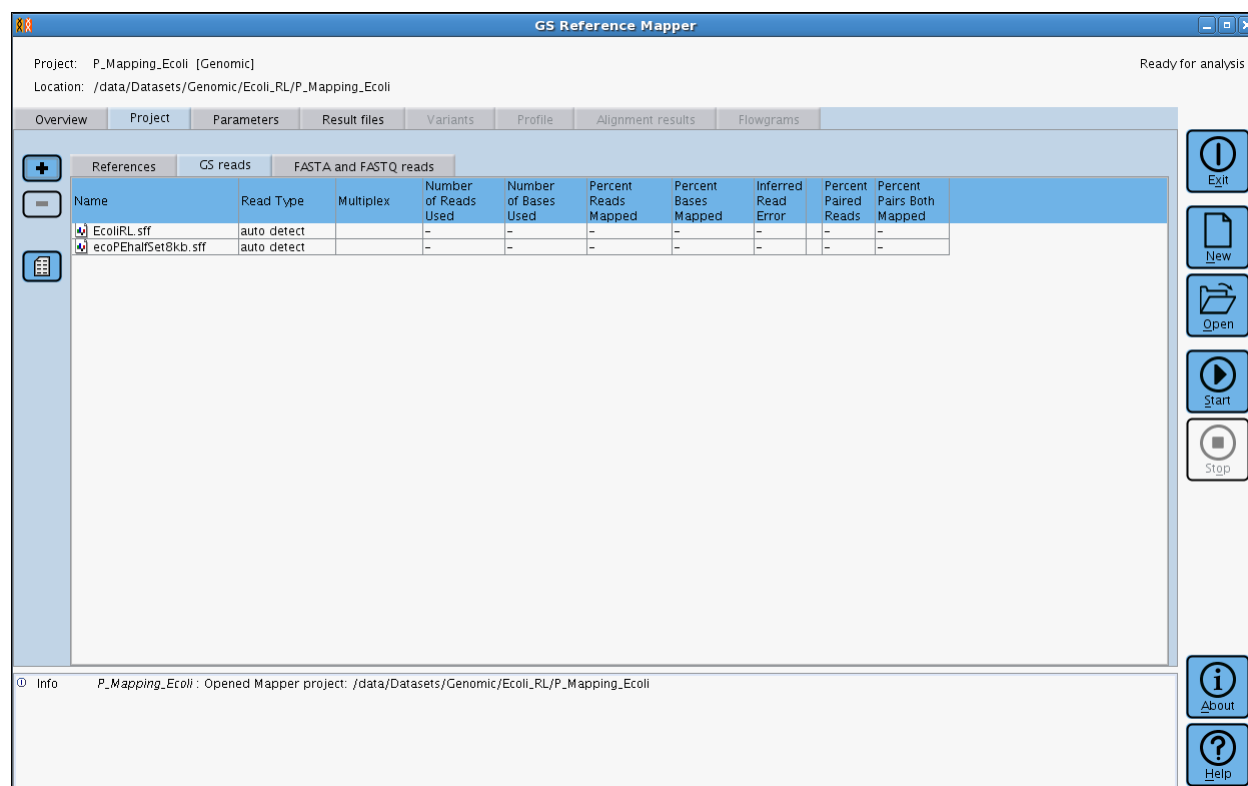 GS Reference Mapper
Project: P_Mapping_Ecoli [Genomic]
Ready for analysis
Location: /data/Datasets/Genomic/Ecoli_RL/P_Mapping_Ecoli
Overview Project Parameters Result files Variants Profile Alignment results Flowgrams
References GS reads FASTA and FASTQ reads
Name Read Type Multiplex Number of Reads Used Number of Bases Used Percent Reads Mapped Percent Bases Mapped Inferred Read Error Percent Paired Reads Percent Pairs Both Mapped
EcoliRL.sff auto detect - - - - - - -
ecoPEhalfSet8kb.sff auto detect - - - - - - -
Exit
New
Open
Start
Stop
Info P_Mapping_Ecoli : Opened Mapper project: /data/Datasets/Genomic/Ecoli_RL/P_Mapping_Ecoli
About
Help